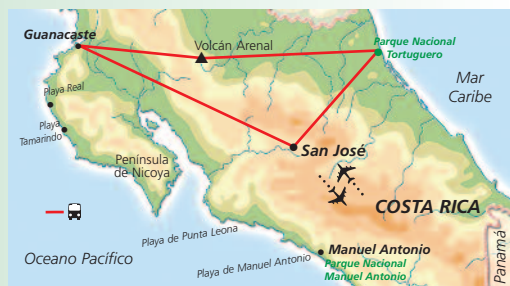 Guanacaste
Volcán Arenal
Parque Nacional
Tortuguero
Mar
Caribe
Playa Real
Playa
Tamarindo
Península
de Nicoya
San José
COSTA RICA
Playa de Punta Leona
Manuel Antonio
Oceano Pacífico
Playa de Manuel Antonio
Parque Nacional
Manuel Antonio
Panamá